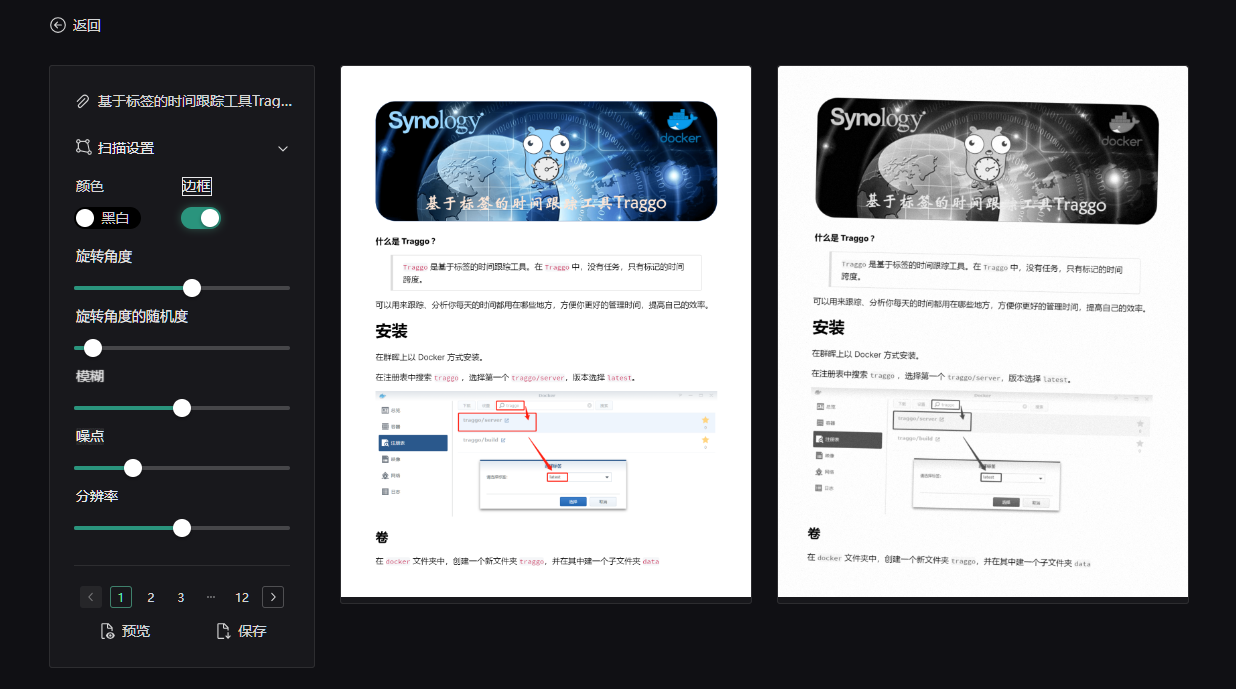 返回
基于标签的时间跟踪工具Trag...
扫描设置
颜色 边框
黑白
旋转角度
旋转角度的随机度
模糊
噪点
分辨率
1 2 3 ··· 12
预览 保存
Synology
docker
基于标签的时间跟踪工具Traggo
什么是 Traggo？
Traggo 是基于标签的时间跟踪工具。在 Traggo 中，没有任务，只有标记的时间
跨度。
可以用来跟踪、分析你每天的时间都用在哪些地方，方便你更好的管理时间，提高自己的效率。
安装
在群晖上以 Docker 方式安装。
在注册表中搜索 traggo ，选择第一个 traggo/server，版本选择 latest。
traggo/server
traggo/build
注册表
latest
卷
在 docker 文件夹中，创建一个新文件夹 traggo，并在其中建一个子文件夹 data
Synology
docker
基于标签的时间跟踪工具Traggo
什么是 Traggo？
Traggo 是基于标签的时间跟踪工具。在 Traggo 中，没有任务，只有标记的时间
跨度。
可以用来跟踪、分析你每天的时间都用在哪些地方，方便你更好的管理时间，提高自己的效率。
安装
在群晖上以 Docker 方式安装。
在注册表中搜索 traggo ，选择第一个 traggo/server，版本选择 latest。
traggo/server
traggo/build
注册表
latest
卷
在 docker 文件夹中，创建一个新文件夹 traggo，并在其中建一个子文件夹 data